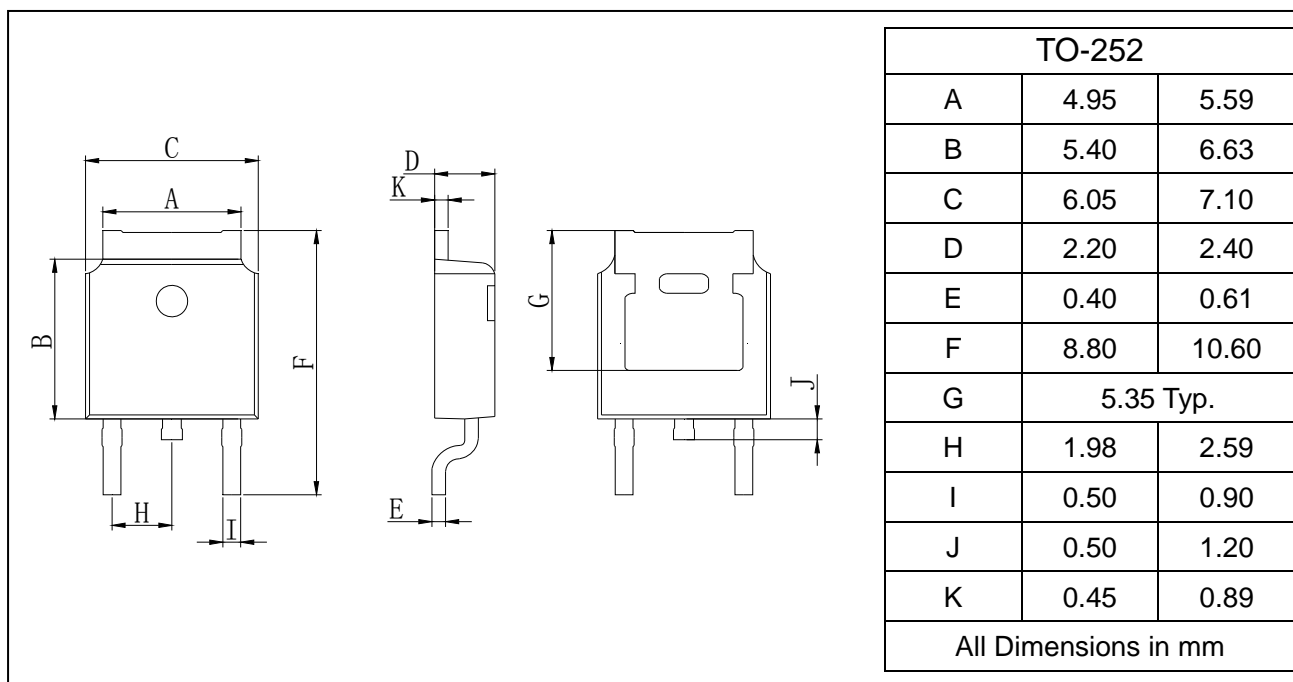 C
A
B
F
H
I
D
K
E
G
J
TO-252
A 4.95 5.59
B 5.40 6.63
C 6.05 7.10
D 2.20 2.40
E 0.40 0.61
F 8.80 10.60
G 5.35 Typ.
H 1.98 2.59
I 0.50 0.90
J 0.50 1.20
K 0.45 0.89
All Dimensions in mm